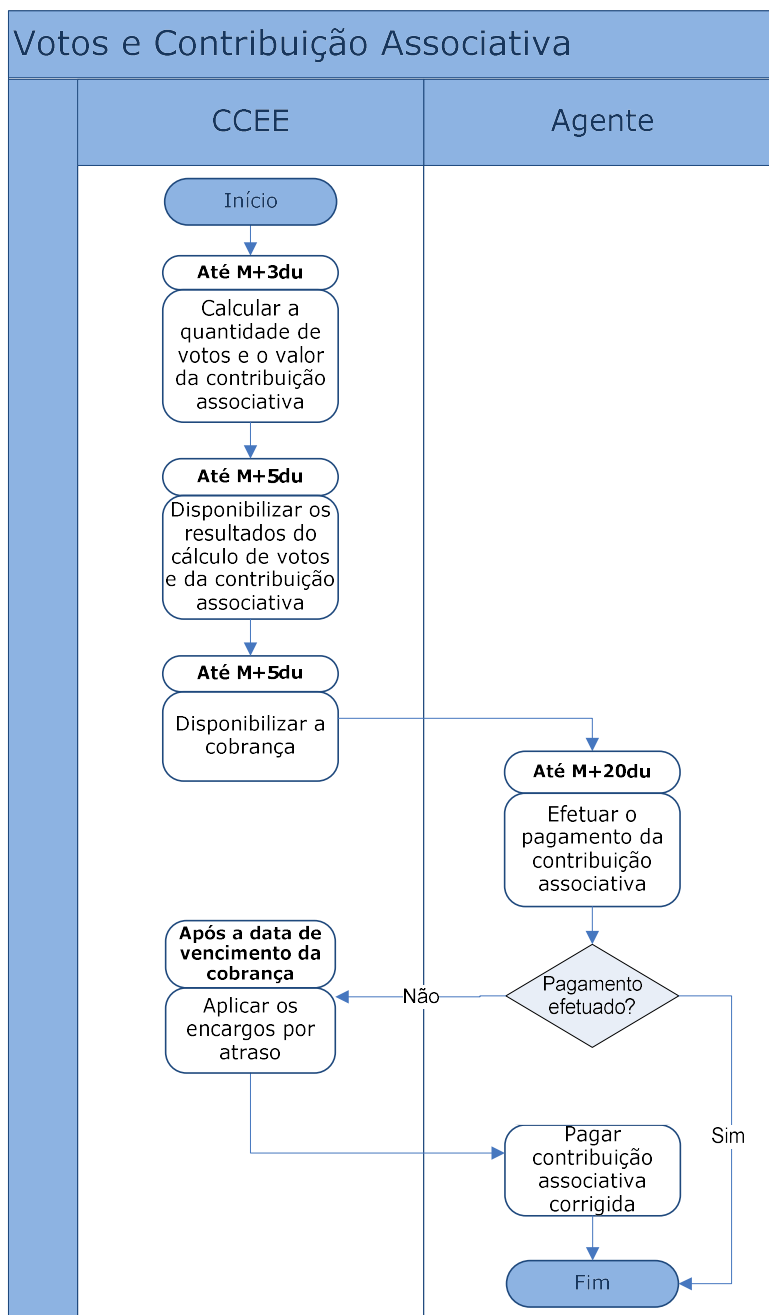 Votos e Contribuição Associativa
CCEE
Agente
Início
Até M+3du
Calcular a
quantidade de
votos e o valor
da contribuição
associativa
Até M+5du
Disponibilizar os
resultados do
cálculo de votos
e da contribuição
associativa
Até M+5du
Disponibilizar a
cobrança
Até M+20du
Efetuar o
pagamento da
contribuição
associativa
Pagamento
efetuado?
Não
Após a data de
vencimento da
cobrança
Aplicar os
encargos por
atraso
Sim
Pagar
contribuição
associativa
corrigida
Fim